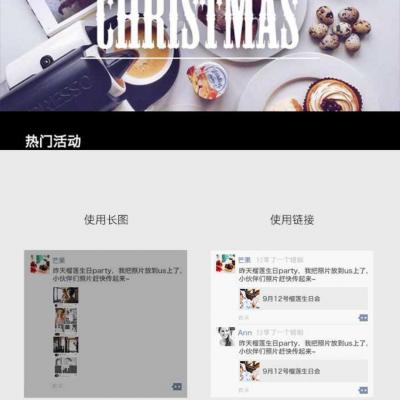 CHRISTMAS
热门活动
使用长图
使用链接
芒果
昨天榴莲生日party，我把照片放到us上了，
小伙伴们照片赶快传起来~
昨天
芒果 分享了一个链接
昨天榴莲生日party，我把照片放到us上了，
小伙伴们照片赶快传起来~
9月12号榴莲生日会
昨天
Ann 分享了一个链接
昨天榴莲生日party，我把照片放到us上了，
小伙伴们照片赶快传起来~
9月12号榴莲生日会